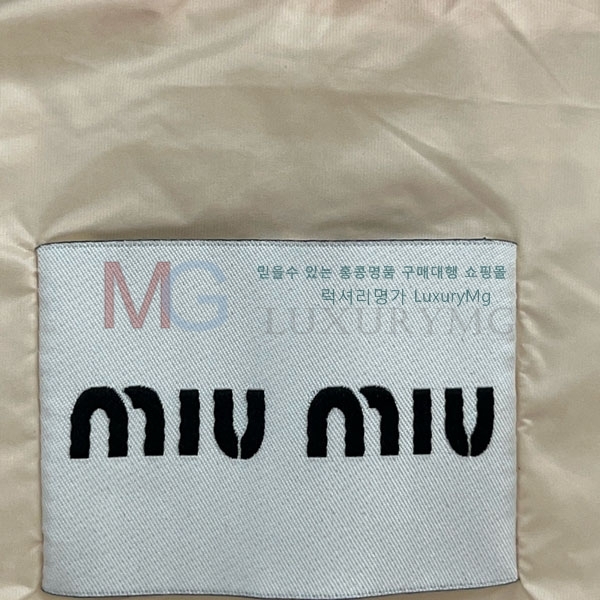 MG
믿을수 있는 홍콩명품 구매대행 쇼핑몰
럭셔리명가 LuxuryMg
LUXURYMG
miu miu